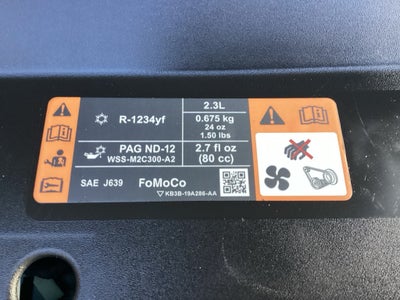 2.3L
R-1234yf
0.675 kg
24 oz
1.50 lbs
PAG ND-12
WSS-M2C300-A2
2.7 fl oz
(80 cc)
SAE J639
FoMoCo
KB3B-19A286-AA